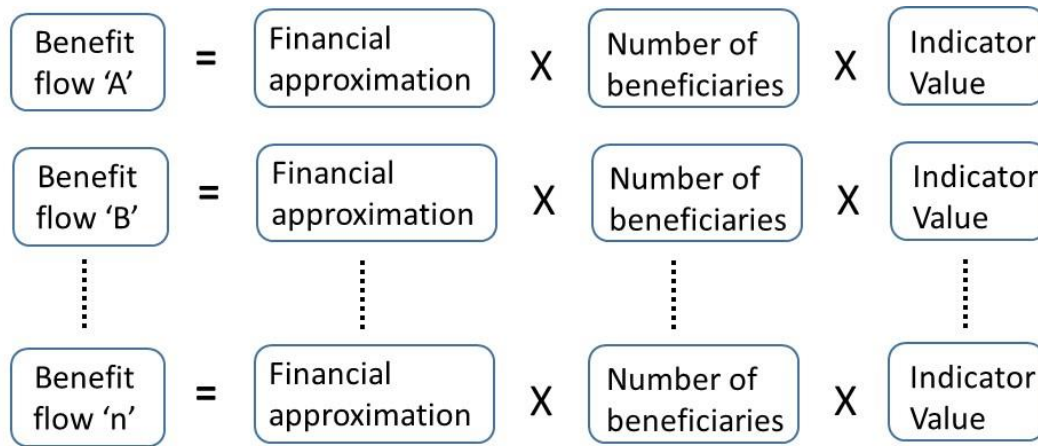 Benefit flow 'A' = Financial approximation X Number of beneficiaries X Indicator Value
Benefit flow 'B' = Financial approximation X Number of beneficiaries X Indicator Value
Benefit flow 'n' = Financial approximation X Number of beneficiaries X Indicator Value